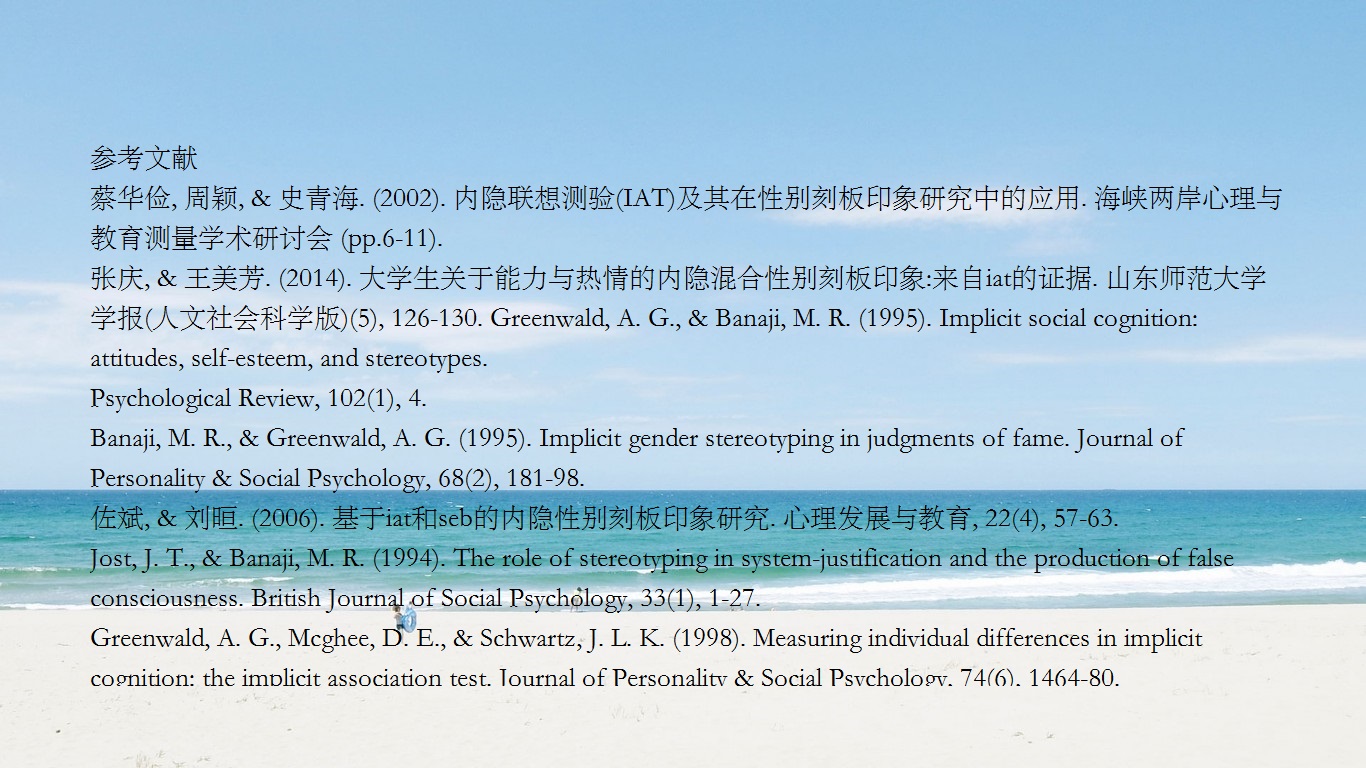 参考文献
蔡华俭, 周颖, & 史青海. (2002). 内隐联想测验(IAT)及其在性别刻板印象研究中的应用. 海峡两岸心理与
教育测量学术研讨会 (pp.6-11).
张庆, & 王美芳. (2014). 大学生关于能力与热情的内隐混合性别刻板印象:来自iat的证据. 山东师范大学
学报(人文社会科学版)(5), 126-130. Greenwald, A. G., & Banaji, M. R. (1995). Implicit social cognition:
attitudes, self-esteem, and stereotypes.
Psychological Review, 102(1), 4.
Banaji, M. R., & Greenwald, A. G. (1995). Implicit gender stereotyping in judgments of fame. Journal of
Personality & Social Psychology, 68(2), 181-98.
佐斌, & 刘晅. (2006). 基于iat和seb的内隐性别刻板印象研究. 心理发展与教育, 22(4), 57-63.
Jost, J. T., & Banaji, M. R. (1994). The role of stereotyping in system-justification and the production of false
consciousness. British Journal of Social Psychology, 33(1), 1-27.
Greenwald, A. G., Mcghee, D. E., & Schwartz, J. L. K. (1998). Measuring individual differences in implicit
cognition: the implicit association test. Journal of Personality & Social Psychology, 74(6), 1464-80.